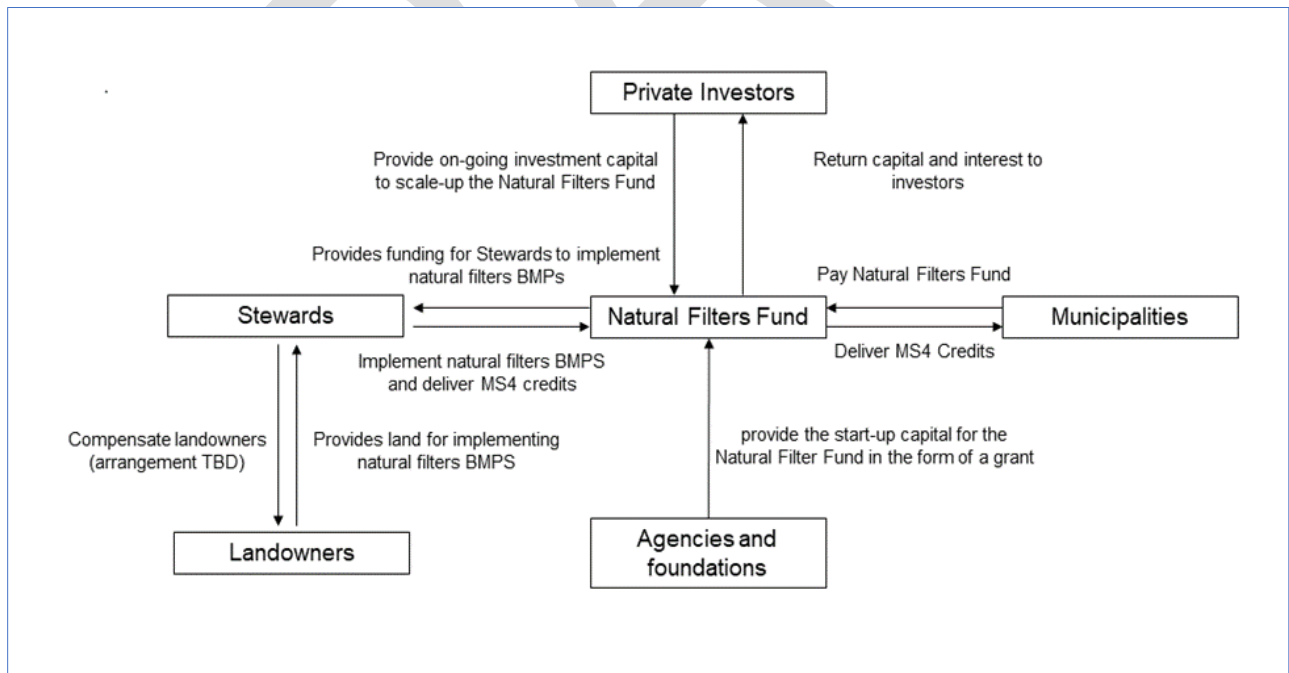 Private Investors
Provide on-going investment capital
to scale-up the Natural Filters Fund
Return capital and interest to
investors
Provides funding for Stewards to implement
natural filters BMPs
Pay Natural Filters Fund
Stewards
Natural Filters Fund
Municipalities
Implement natural filters BMPS
and deliver MS4 credits
Deliver MS4 Credits
Compensate landowners
(arrangement TBD)
Provides land for implementing
natural filters BMPS
provide the start-up capital for the
Natural Filter Fund in the form of a grant
Landowners
Agencies and
foundations